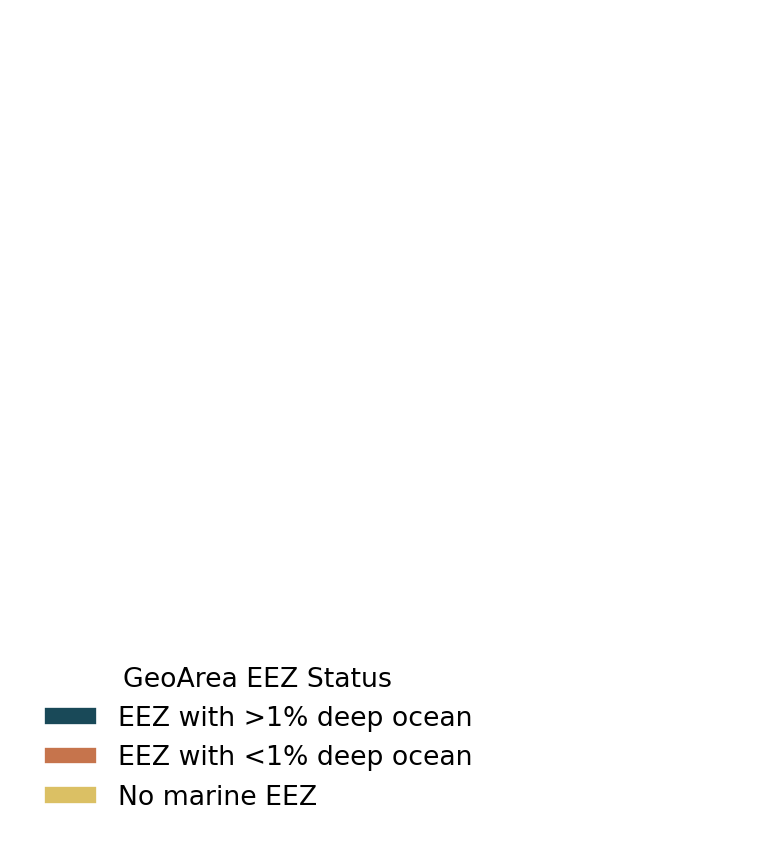 GeoArea EEZ Status
EEZ with >1% deep ocean
EEZ with <1% deep ocean
No marine EEZ